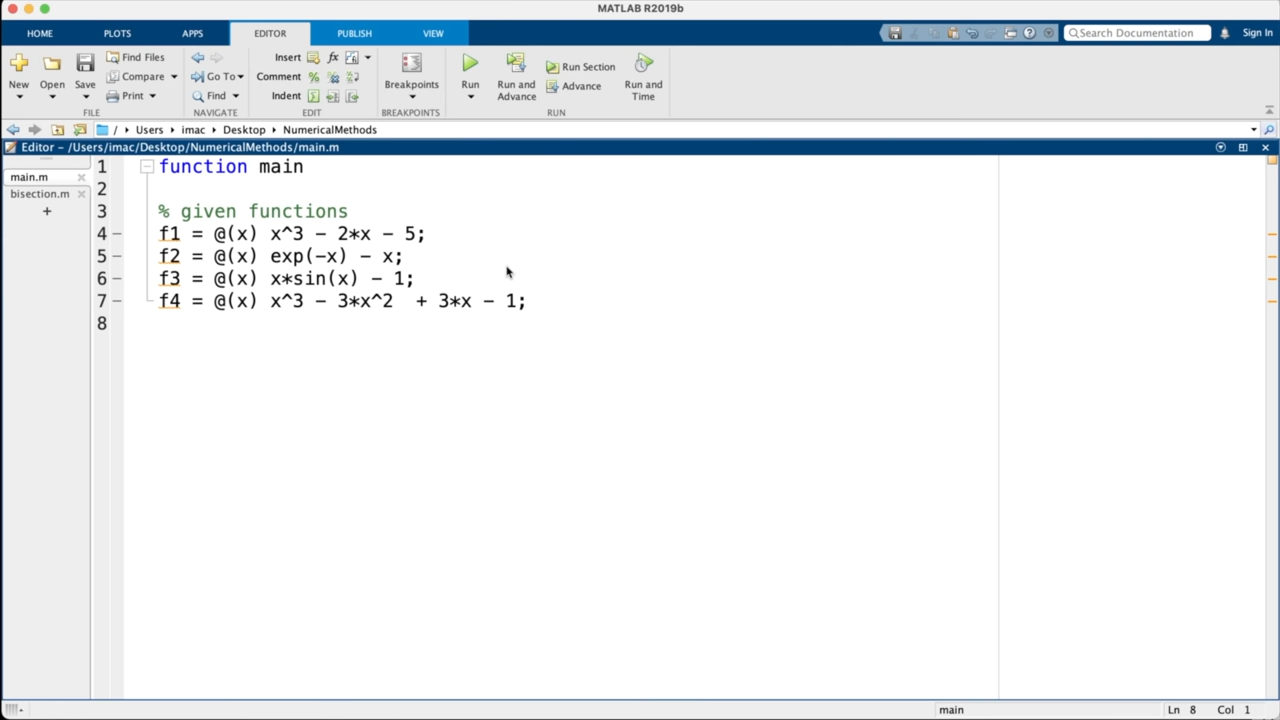 MATLAB R2019b
HOME PLOTS APPS EDITOR PUBLISH VIEW Search Documentation Sign In
New Open Save Find Files Compare Print Go To Find Insert fx Comment % Indent Breakpoints Run Run and Advance Run Section Advance Run and Time
FILE NAVIGATE EDIT BREAKPOINTS RUN
/ Users imac Desktop NumericalMethods
Editor – /Users/imac/Desktop/NumericalMethods/main.m
main.m
bisection.m
+
1 function main
2
3 % given functions
4 – f1 = @(x) x^3 – 2*x – 5;
5 – f2 = @(x) exp(–x) – x;
6 – f3 = @(x) x*sin(x) – 1;
7 – f4 = @(x) x^3 – 3*x^2  + 3*x – 1;
8
main Ln 8 Col 1